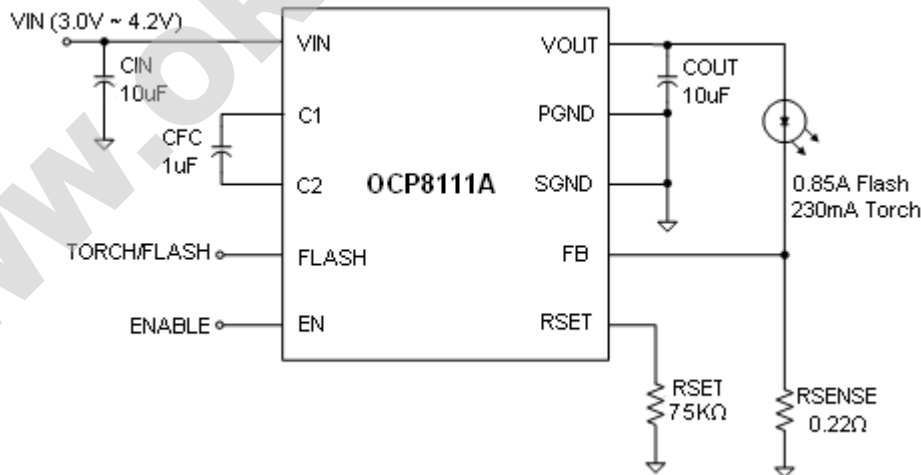 VIN (3.0V ~ 4.2V)
CIN
10uF
CFC
1uF
TORCH/FLASH
ENABLE
VIN
C1
C2
FLASH
EN
OCP8111A
VOUT
PGND
SGND
FB
RSET
COUT
10uF
0.85A Flash
230mA Torch
RSET
75KΩ
RSENSE
0.22Ω